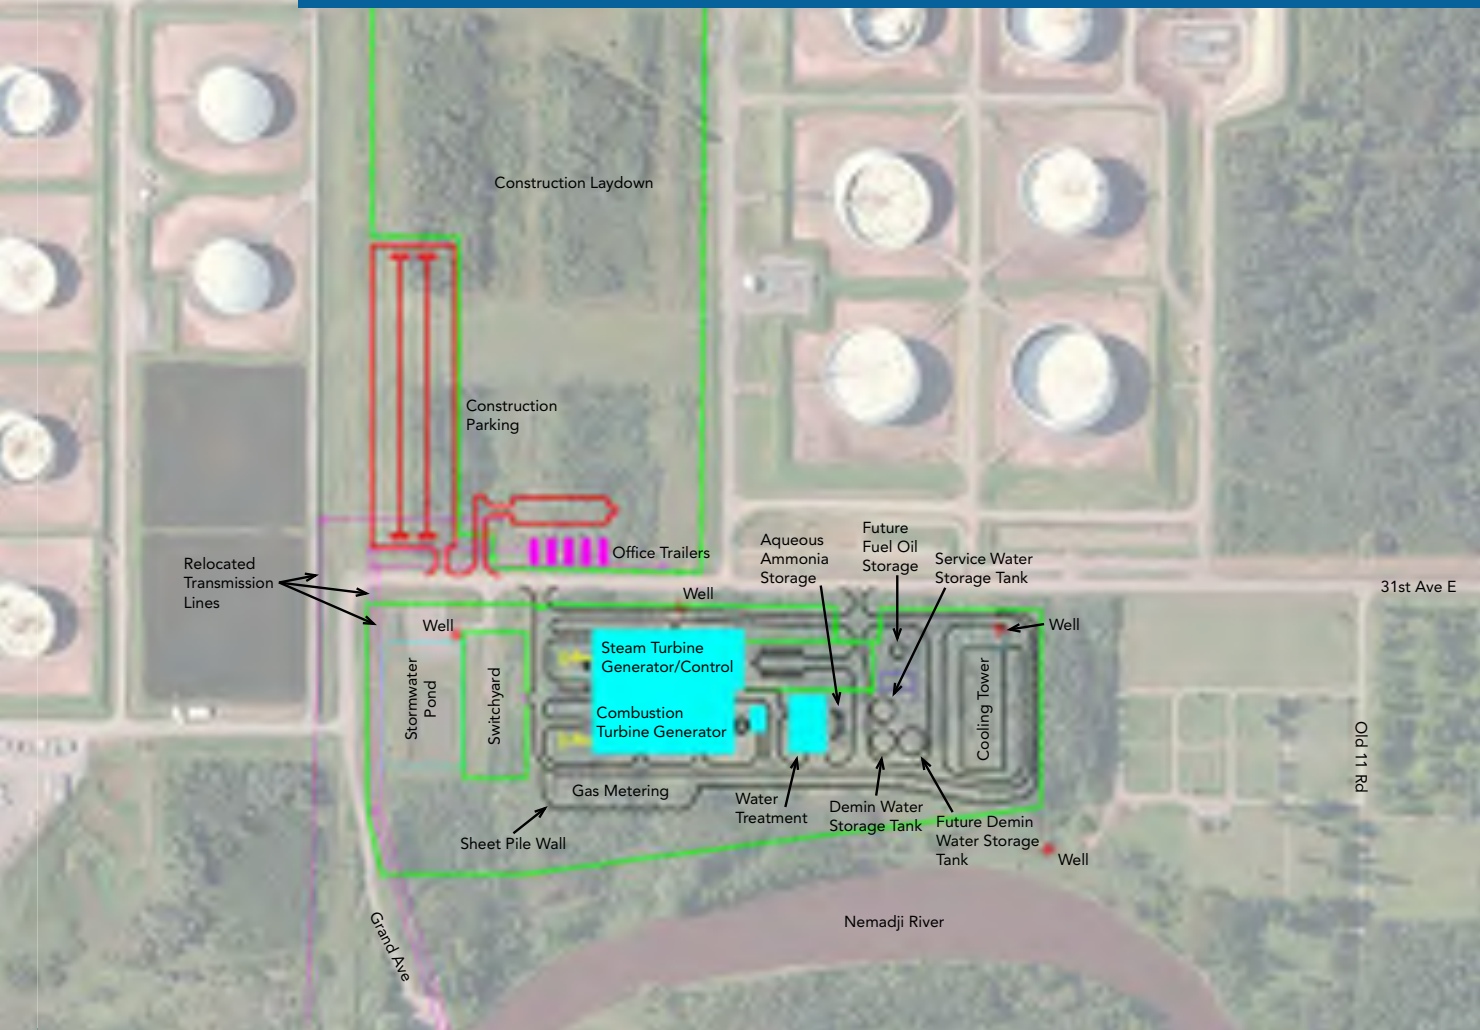 Construction Laydown
Construction
Parking
Office Trailers
Aqueous
Ammonia
Storage
Future
Fuel Oil
Storage
Service Water
Storage Tank
Relocated
Transmission
Lines
31st Ave E
Well
Well
Well
Steam Turbine
Generator/Control
Combustion
Turbine Generator
Stormwater
Pond
Switchyard
Cooling Tower
Old 11 Rd
Gas Metering
Water
Treatment
Demin Water
Storage Tank
Future Demin
Water Storage
Tank
Sheet Pile Wall
Well
Nemadji River
Grand Ave